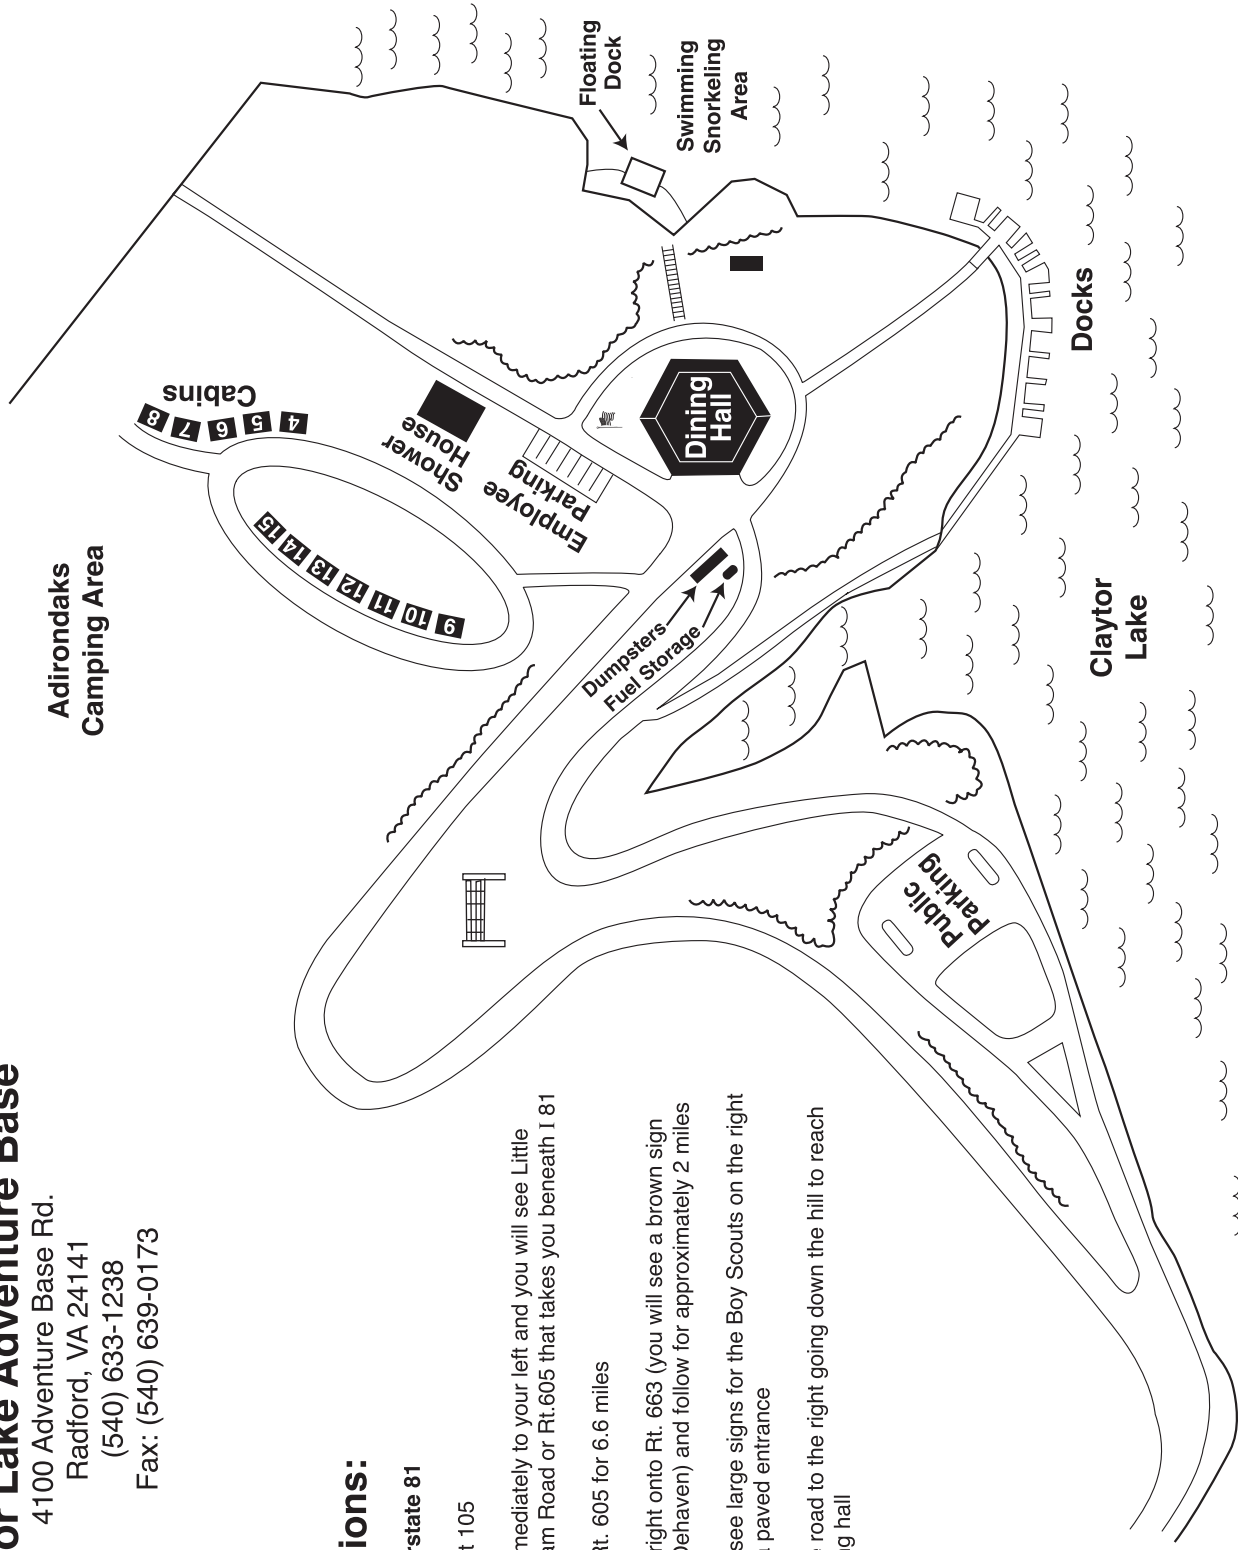 or Lake Adventure Base
4100 Adventure Base Rd.
Radford, VA 24141
(540) 633-1238
Fax: (540) 639-0173
ions:
rstate 81
t 105
mediately to your left and you will see Little
am Road or Rt.605 that takes you beneath I 81
Rt. 605 for 6.6 miles
right onto Rt. 663 (you will see a brown sign
Dehaven) and follow for approximately 2 miles
see large signs for the Boy Scouts on the right
a paved entrance
road to the right going down the hill to reach
g hall
Adirondaks
Camping Area
Cabins
4
5
6
7
8
9
10
11
12
13
14
15
Shower
House
Employee
Parking
Dining
Hall
Dumpsters
Fuel Storage
Floating
Dock
Swimming
Snorkeling
Area
Docks
Claytor
Lake
Public
Parking